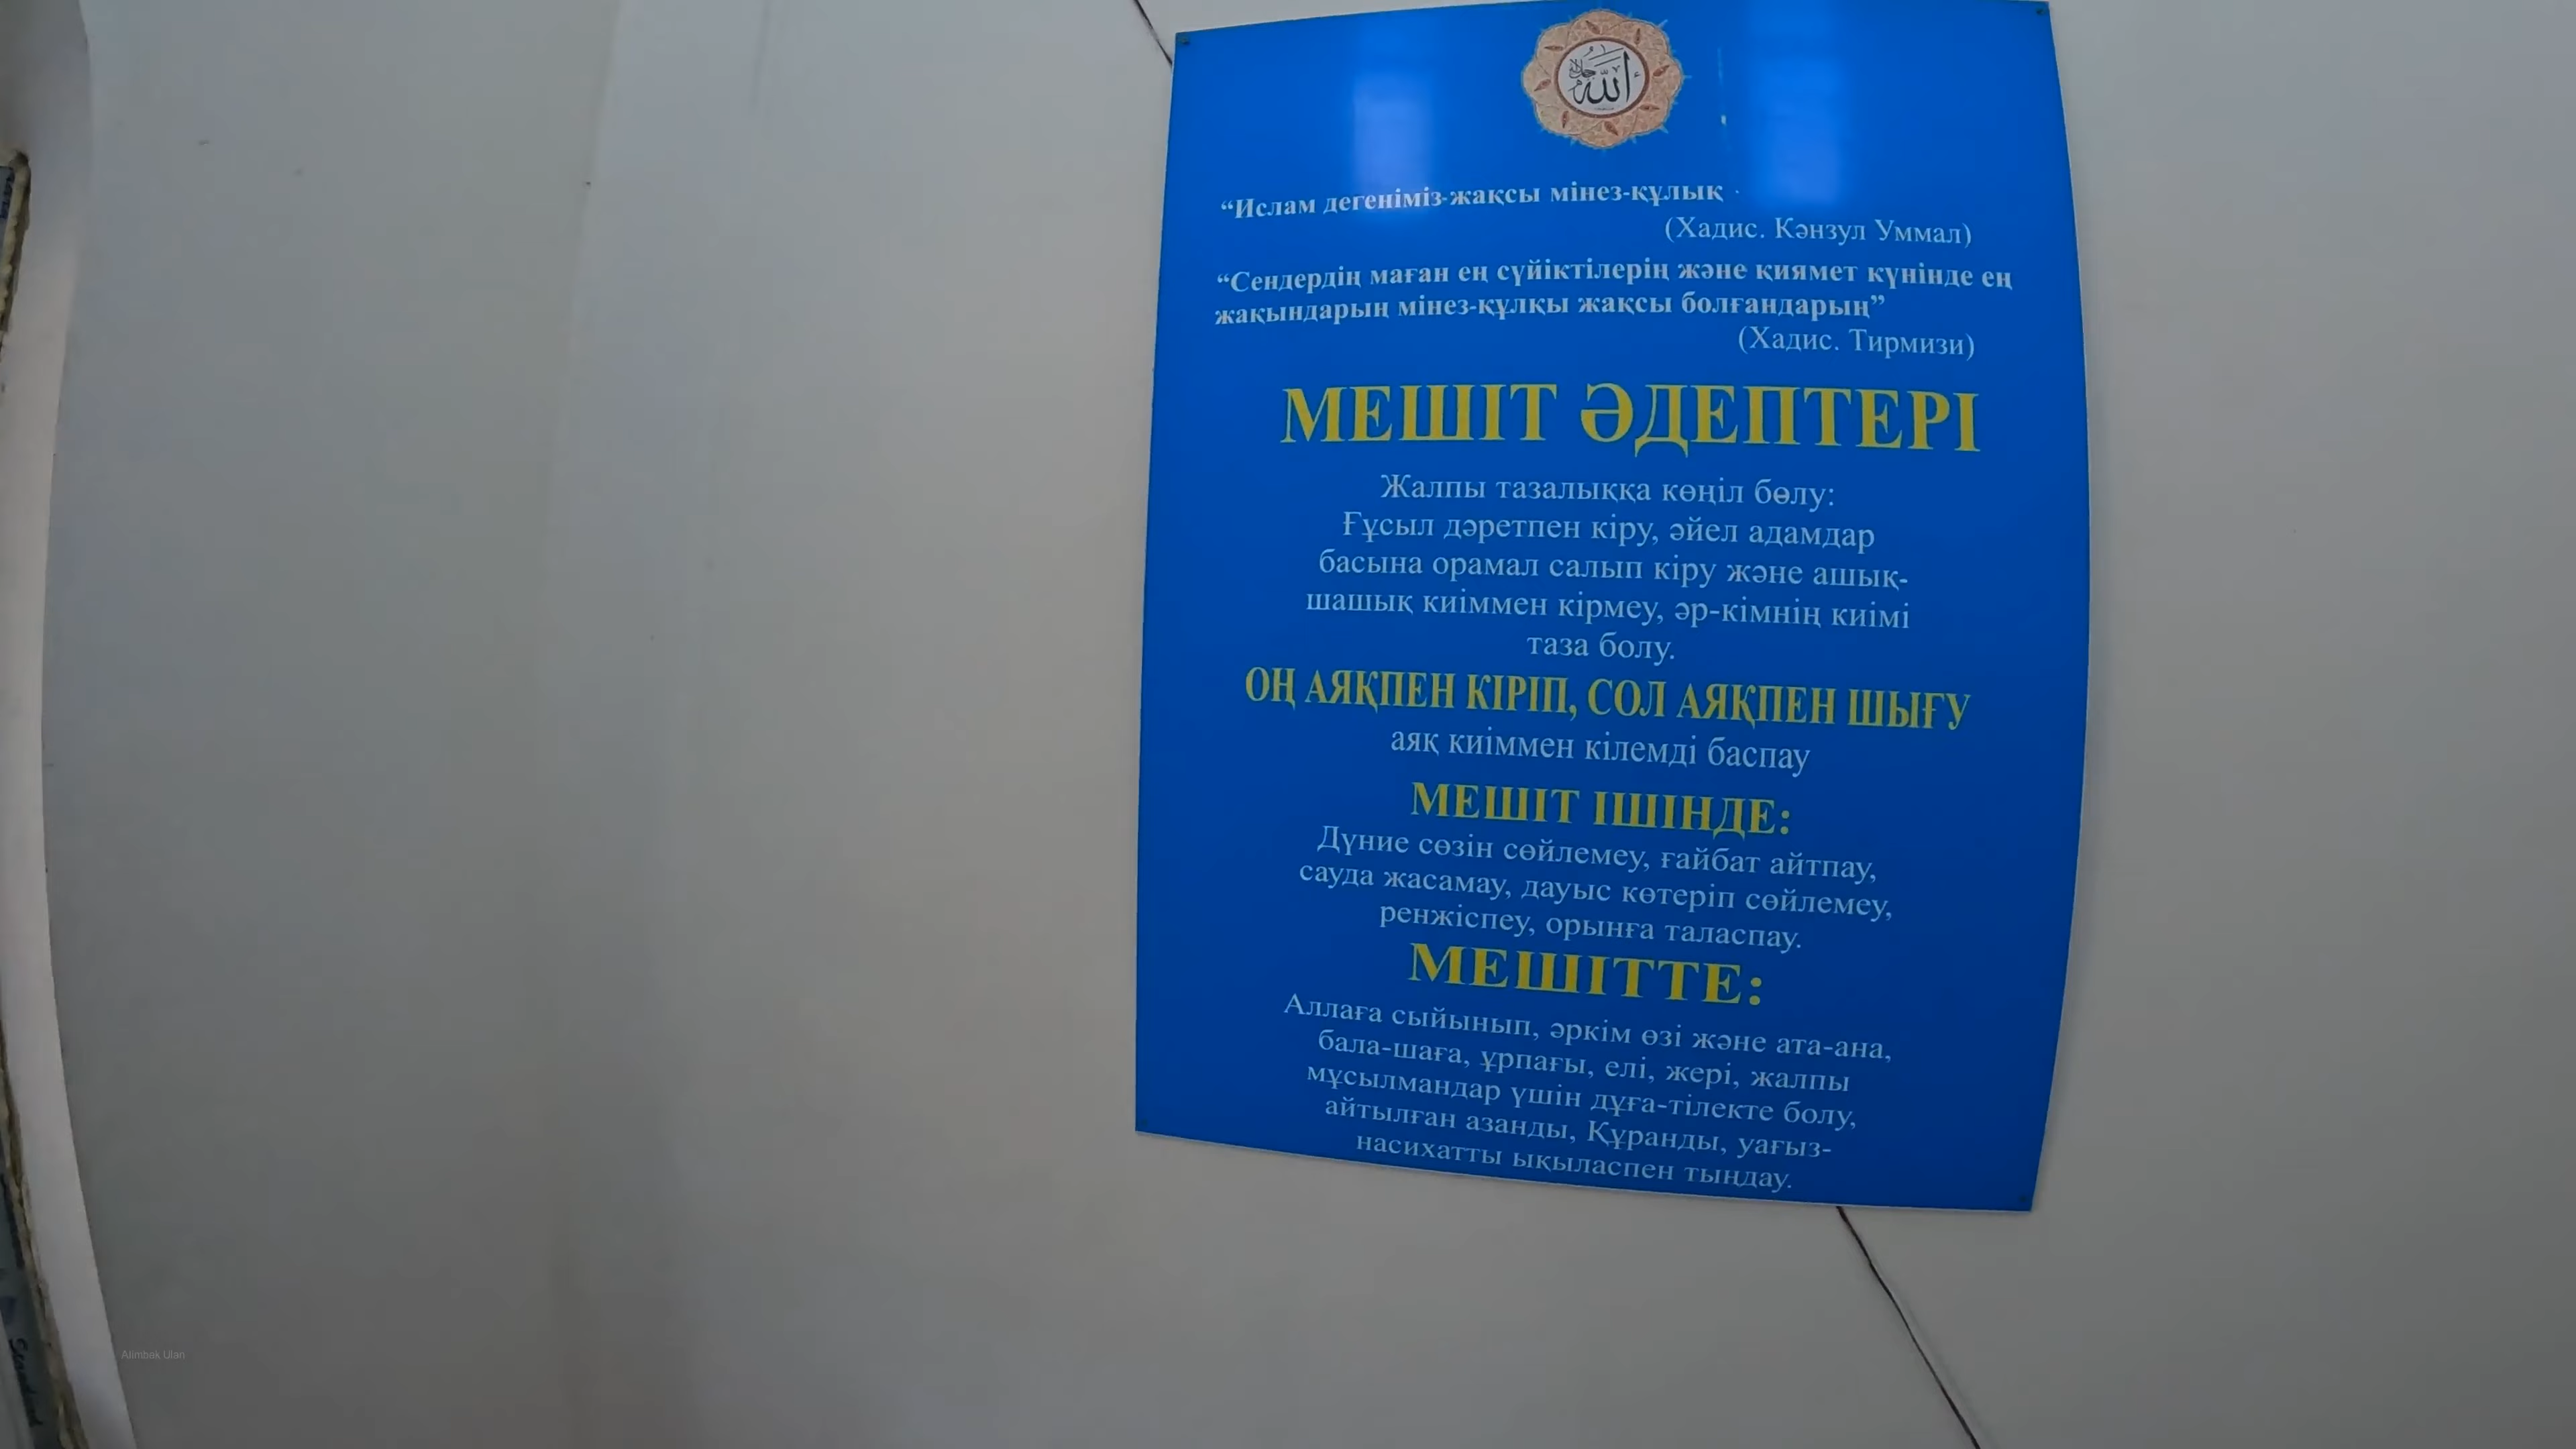 الله جل جلاله
“Ислам дегеніміз-жақсы мінез-құлық
(Хадис. Кәнзул Уммал)
“Сендердің маған ең сүйіктілерің және қиямет күнінде ең
жақындарың мінез-құлқы жақсы болғандарың”
(Хадис. Тирмизи)
МЕШІТ ӘДЕПТЕРІ
Жалпы тазалыққа көңіл бөлу:
Ғұсыл дәретпен кіру, әйел адамдар
басына орамал салып кіру және ашық-
шашық киіммен кірмеу, әр-кімнің киімі
таза болу.
ОҢ АЯҚПЕН КІРІП, СОЛ АЯҚПЕН ШЫҒУ
аяқ киіммен кілемді баспау
МЕШІТ ІШІНДЕ:
Дүние сөзін сөйлемеу, ғайбат айтпау,
сауда жасамау, дауыс көтеріп сөйлемеу,
ренжіспеу, орынға таласпау.
МЕШІТТЕ:
Аллаға сыйынып, әркім өзі және ата-ана,
бала-шаға, ұрпағы, елі, жері, жалпы
мұсылмандар үшін дұға-тілекте болу,
айтылған азанды, Құранды, уағыз-
насихатты ықыласпен тыңдау.
Alimbek Ulan